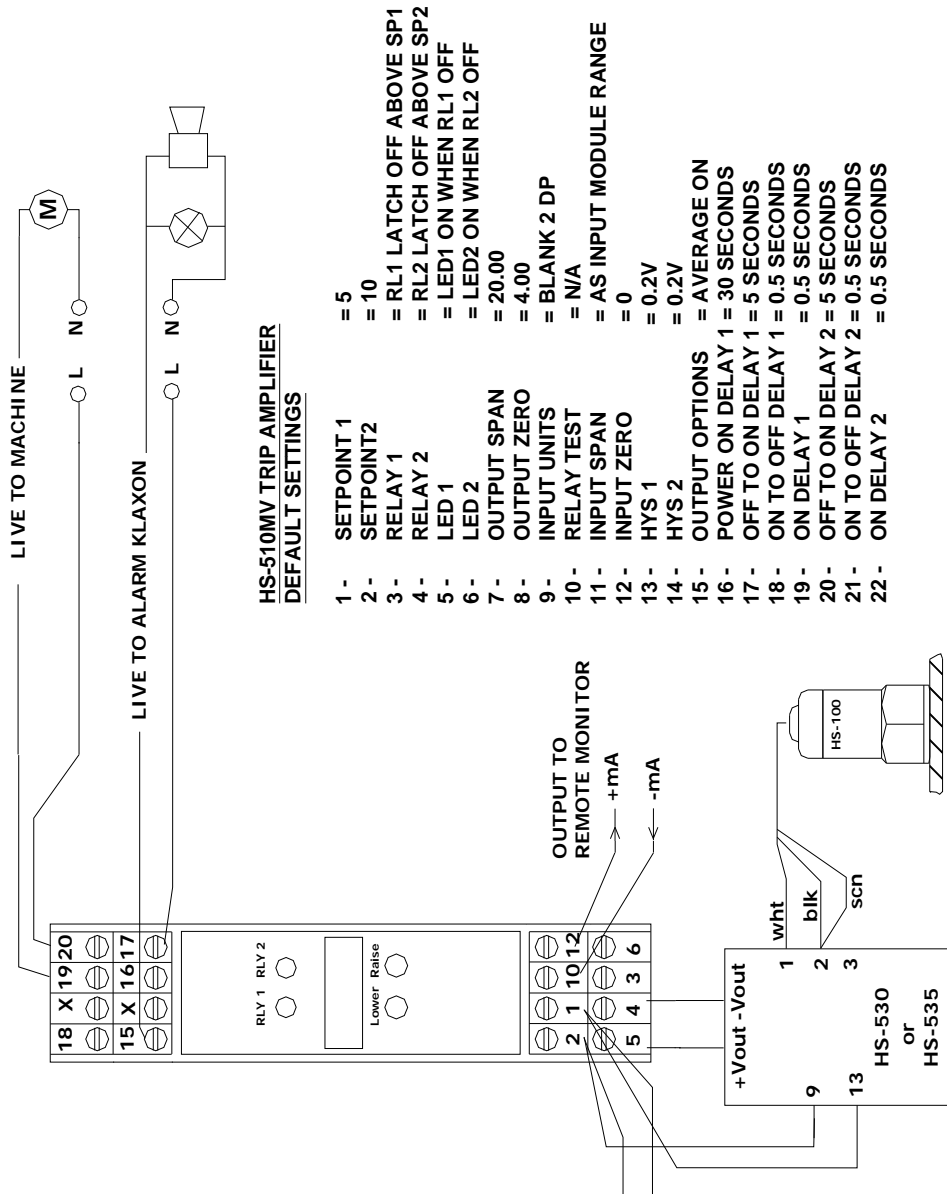 LIVE TO MACHINE
M
L N
LIVE TO ALARM KLAXON
L N
18 X 19 20
15 X 16 17
RLY 1 RLY 2
Lower Raise
2 1 10 12
5 4 3 6
OUTPUT TO
REMOTE MONITOR
+mA
-mA
+Vout -Vout
1
2
3
9
13
HS-530
or
HS-535
wht
blk
scn
HS-100
HS-510MV TRIP AMPLIFIER
DEFAULT SETTINGS
1 - SETPOINT 1 = 5
2 - SETPOINT2 = 10
3 - RELAY 1 = RL1 LATCH OFF ABOVE SP1
4 - RELAY 2 = RL2 LATCH OFF ABOVE SP2
5 - LED 1 = LED1 ON WHEN RL1 OFF
6 - LED 2 = LED2 ON WHEN RL2 OFF
7 - OUTPUT SPAN = 20.00
8 - OUTPUT ZERO = 4.00
9 - INPUT UNITS = BLANK 2 DP
10 - RELAY TEST = N/A
11 - INPUT SPAN = AS INPUT MODULE RANGE
12 - INPUT ZERO = 0
13 - HYS 1 = 0.2V
14 - HYS 2 = 0.2V
15 - OUTPUT OPTIONS = AVERAGE ON
16 - POWER ON DELAY 1 = 30 SECONDS
17 - OFF TO ON DELAY 1 = 5 SECONDS
18 - ON TO OFF DELAY 1 = 0.5 SECONDS
19 - ON DELAY 1 = 0.5 SECONDS
20 - OFF TO ON DELAY 2 = 5 SECONDS
21 - ON TO OFF DELAY 2 = 0.5 SECONDS
22 - ON DELAY 2 = 0.5 SECONDS